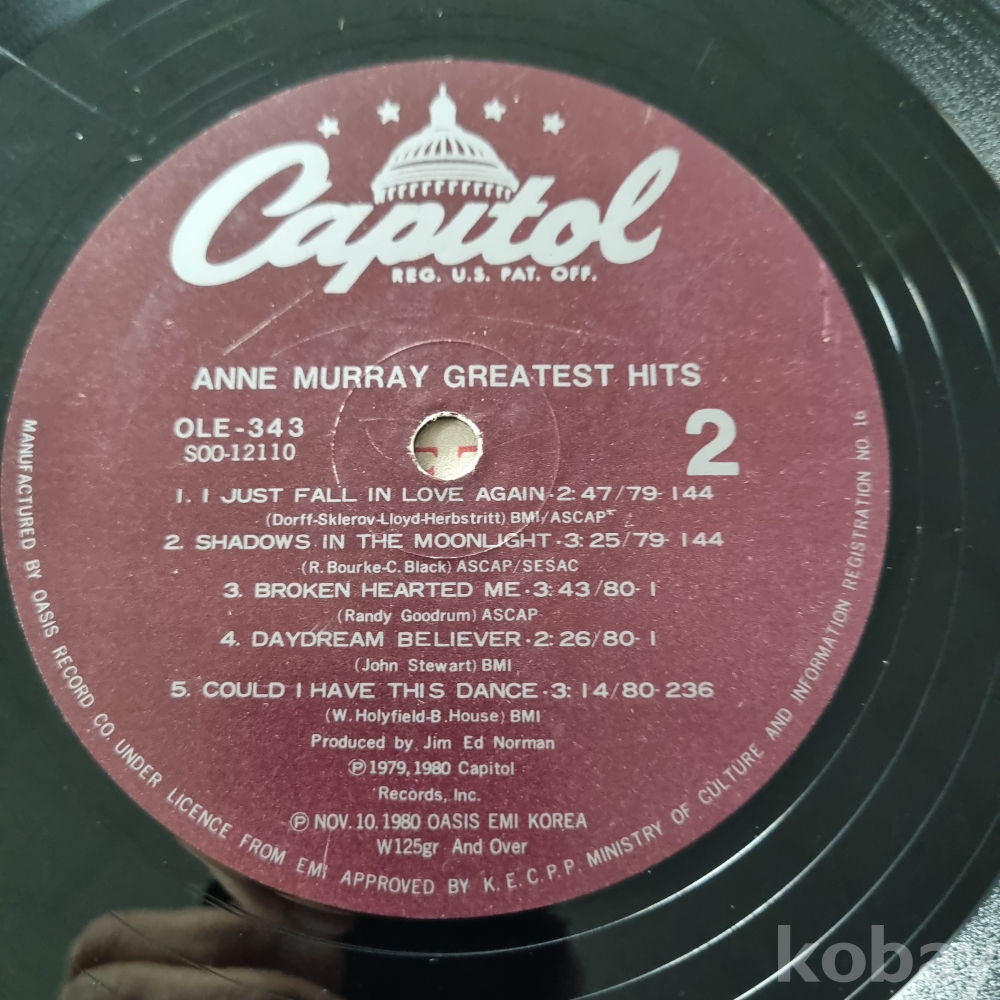 Capitol
REG. U.S. PAT. OFF.
ANNE MURRAY GREATEST HITS
OLE-343
SOO-12110
2
1. I JUST FALL IN LOVE AGAIN·2:47/79-144
(Dorff-Sklerov-Lloyd-Herbstritt) BMI/ASCAP
2. SHADOWS IN THE MOONLIGHT·3:25/79-144
(R. Bourke-C. Black) ASCAP/SESAC
3. BROKEN HEARTED ME·3:43/80-1
(Randy Goodrum) ASCAP
4. DAYDREAM BELIEVER·2:26/80-1
(John Stewart) BMI
5. COULD I HAVE THIS DANCE·3:14/80-236
(W. Holyfield-B. House) BMI
Produced by Jim Ed Norman
℗1979, 1980 Capitol
Records, Inc.
℗ NOV. 10. 1980 OASIS EMI KOREA
W125gr And Over
MANUFACTURED BY OASIS RECORD CO. UNDER LICENCE FROM EMI APPROVED BY K.E.C.P.P. MINISTRY OF CULTURE AND INFORMATION REGISTRATION NO. 16